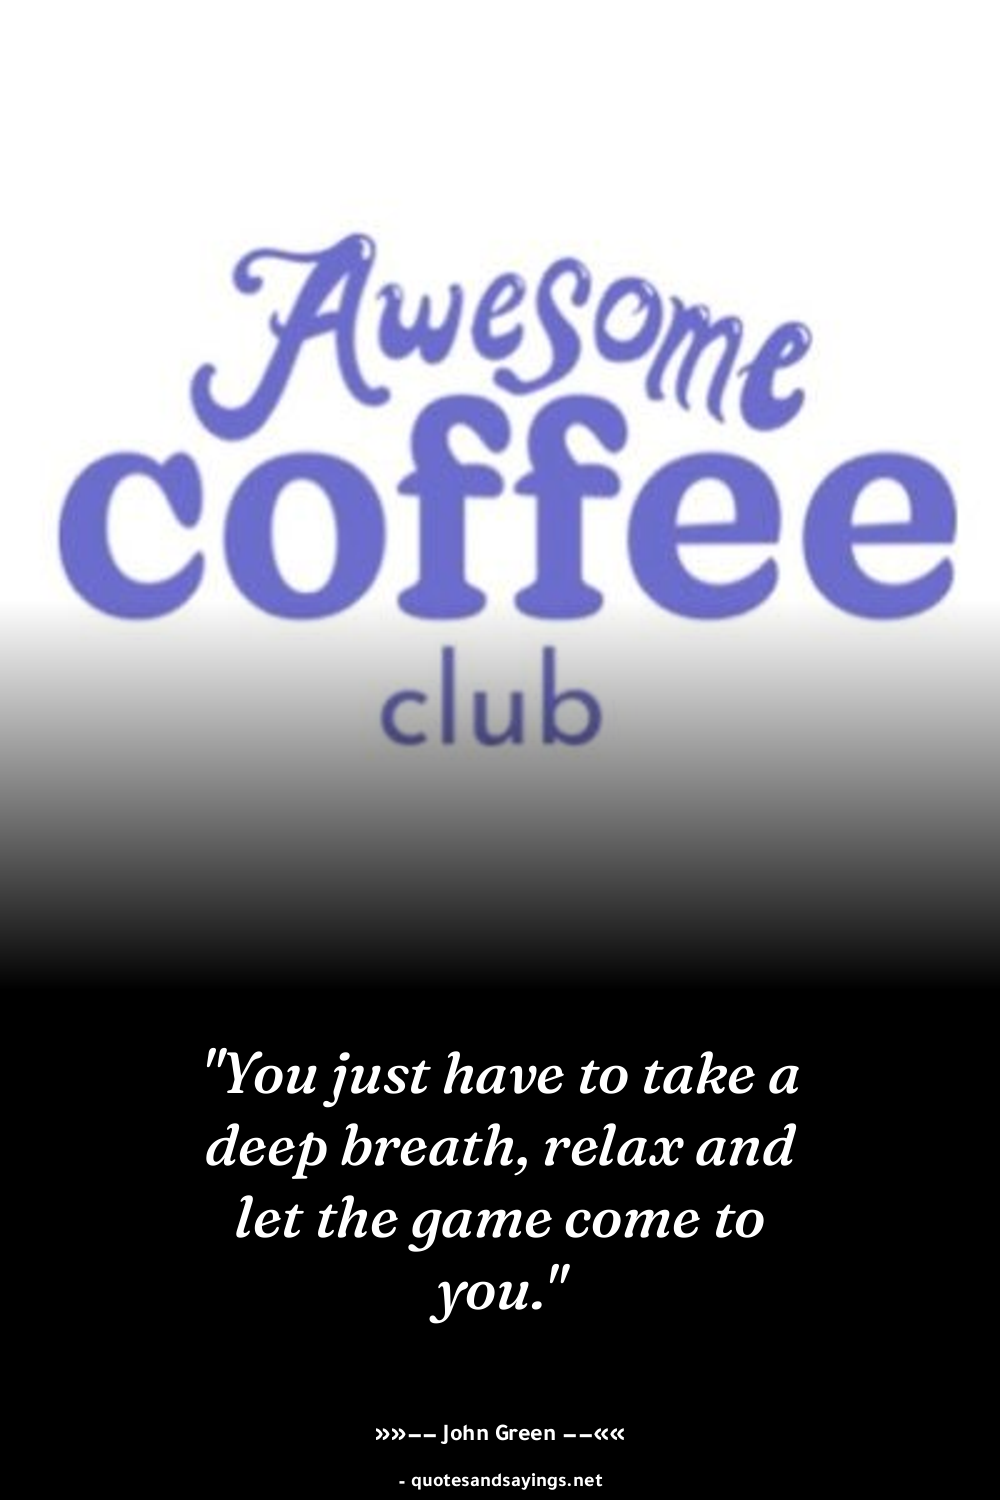 Awesome
coffee
club
"You just have to take a
deep breath, relax and
let the game come to
you."
»»−− John Green −−««
- quotesandsayings.net